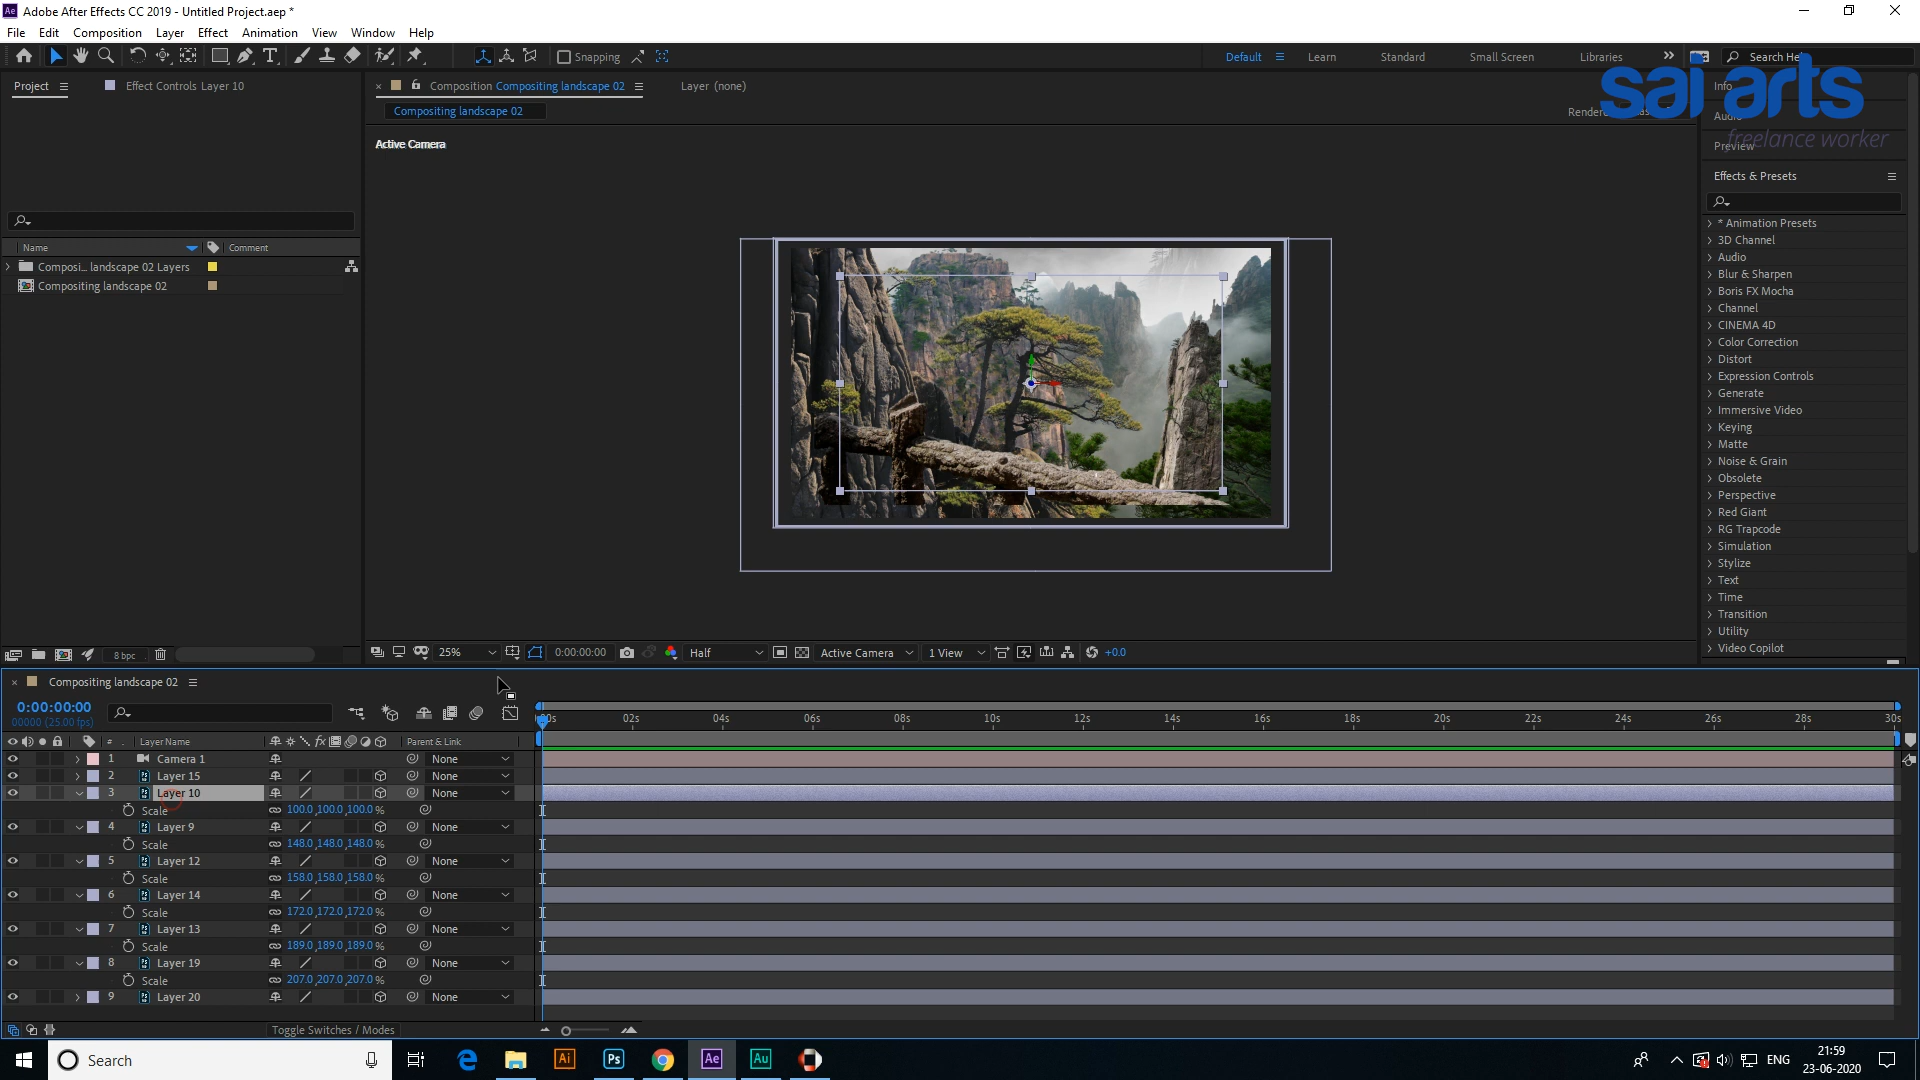 Ae Adobe After Effects CC 2019 - Untitled Project.aep *
File Edit Composition Layer Effect Animation View Window Help
Snapping
Default Learn Standard Small Screen Libraries Search He
sai arts
freelance worker
Project Effect Controls Layer 10
Composition Compositing landscape 02 Layer (none)
Compositing landscape 02
Active Camera
Info
Preview
Effects & Presets
Name Comment
Composi... landscape 02 Layers
Compositing landscape 02
* Animation Presets
3D Channel
Audio
Blur & Sharpen
Boris FX Mocha
Channel
CINEMA 4D
Color Correction
Distort
Expression Controls
Generate
Immersive Video
Keying
Matte
Noise & Grain
Obsolete
Perspective
Red Giant
RG Trapcode
Simulation
Stylize
Text
Time
Transition
Utility
Video Copilot
8 bpc
25% 0:00:00:00 Half Active Camera 1 View +0.0
Compositing landscape 02
0:00:00:00
00000 (25.00 fps)
02s 04s 06s 08s 10s 12s 14s 16s 18s 20s 22s 24s 26s 28s 30s
# Layer Name Parent & Link
1 Camera 1 None
2 Layer 15 None
3 Layer 10 None
Scale 100.0,100.0,100.0 %
4 Layer 9 None
Scale 148.0,148.0,148.0 %
5 Layer 12 None
Scale 158.0,158.0,158.0 %
6 Layer 14 None
Scale 172.0,172.0,172.0 %
7 Layer 13 None
Scale 189.0,189.0,189.0 %
8 Layer 19 None
Scale 207.0,207.0,207.0 %
9 Layer 20 None
Toggle Switches / Modes
Search Ai Ps Ae Au ENG
21:59
23-06-2020